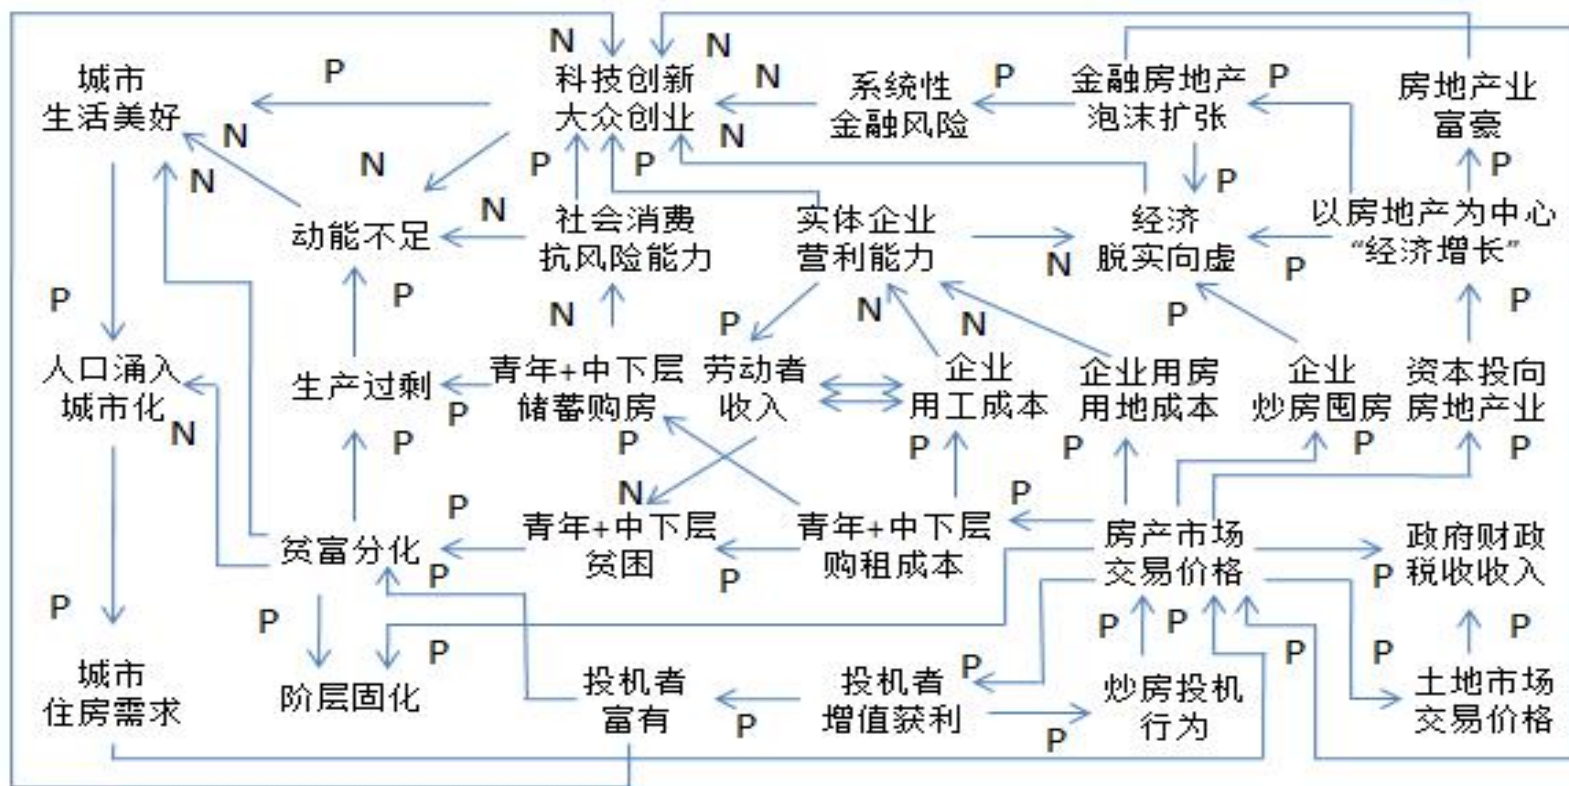 N
N
城市
生活美好
P
科技创新
大众创业
N
系统性
金融风险
P
金融房地产
泡沫扩张
P
房地产业
富豪
N
N
N
P
P
N
P
P
动能不足
N
社会消费
抗风险能力
实体企业
营利能力
N
经济
脱实向虚
P
以房地产为中心
“经济增长”
P
P
N
P
N
N
P
P
人口涌入
城市化
N
生产过剩
P
P
青年+中下层
储蓄购房
P
劳动者
收入
企业
用工成本
P
企业用房
用地成本
P
企业
炒房囤房
P
资本投向
房地产业
P
P
贫富分化
P
N
青年+中下层
贫困
P
青年+中下层
购租成本
P
房产市场
交易价格
政府财政
税收收入
P
P
P
P
P
P
P
P
P
P
P
城市
住房需求
阶层固化
投机者
富有
P
投机者
增值获利
P
炒房投机
行为
土地市场
交易价格